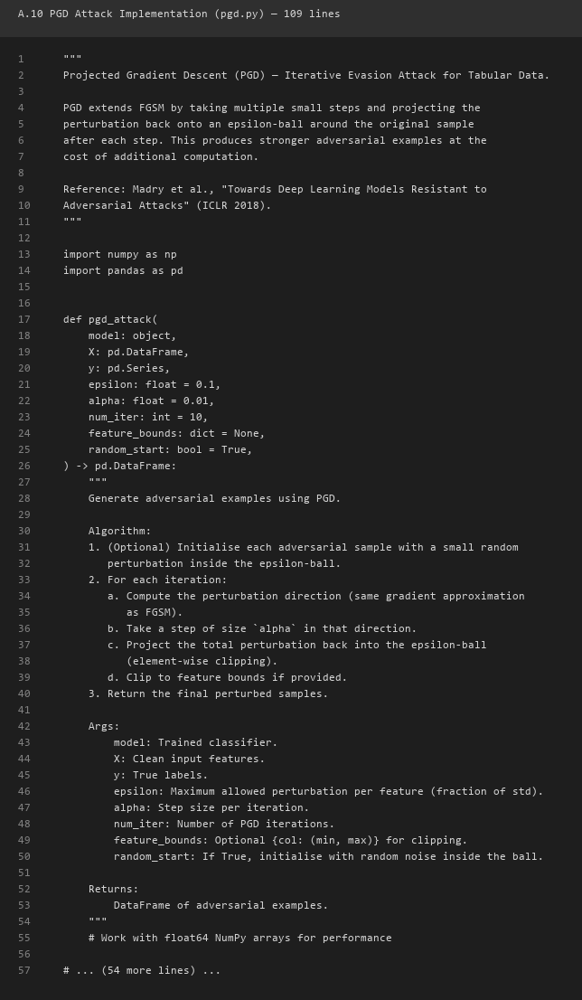 A.10 PGD Attack Implementation (pgd.py) — 109 lines
1 """
2 Projected Gradient Descent (PGD) — Iterative Evasion Attack for Tabular Data.
3
4 PGD extends FGSM by taking multiple small steps and projecting the
5 perturbation back onto an epsilon-ball around the original sample
6 after each step. This produces stronger adversarial examples at the
7 cost of additional computation.
8
9 Reference: Madry et al., "Towards Deep Learning Models Resistant to
10 Adversarial Attacks" (ICLR 2018).
11 """
12
13 import numpy as np
14 import pandas as pd
15
16
17 def pgd_attack(
18     model: object,
19     X: pd.DataFrame,
20     y: pd.Series,
21     epsilon: float = 0.1,
22     alpha: float = 0.01,
23     num_iter: int = 10,
24     feature_bounds: dict = None,
25     random_start: bool = True,
26 ) -> pd.DataFrame:
27     """
28     Generate adversarial examples using PGD.
29
30     Algorithm:
31     1. (Optional) Initialise each adversarial sample with a small random
32        perturbation inside the epsilon-ball.
33     2. For each iteration:
34        a. Compute the perturbation direction (same gradient approximation
35           as FGSM).
36        b. Take a step of size `alpha` in that direction.
37        c. Project the total perturbation back into the epsilon-ball
38           (element-wise clipping).
39        d. Clip to feature bounds if provided.
40     3. Return the final perturbed samples.
41
42     Args:
43         model: Trained classifier.
44         X: Clean input features.
45         y: True labels.
46         epsilon: Maximum allowed perturbation per feature (fraction of std).
47         alpha: Step size per iteration.
48         num_iter: Number of PGD iterations.
49         feature_bounds: Optional {col: (min, max)} for clipping.
50         random_start: If True, initialise with random noise inside the ball.
51
52     Returns:
53         DataFrame of adversarial examples.
54     """
55     # Work with float64 NumPy arrays for performance
56
57 # ... (54 more lines) ...